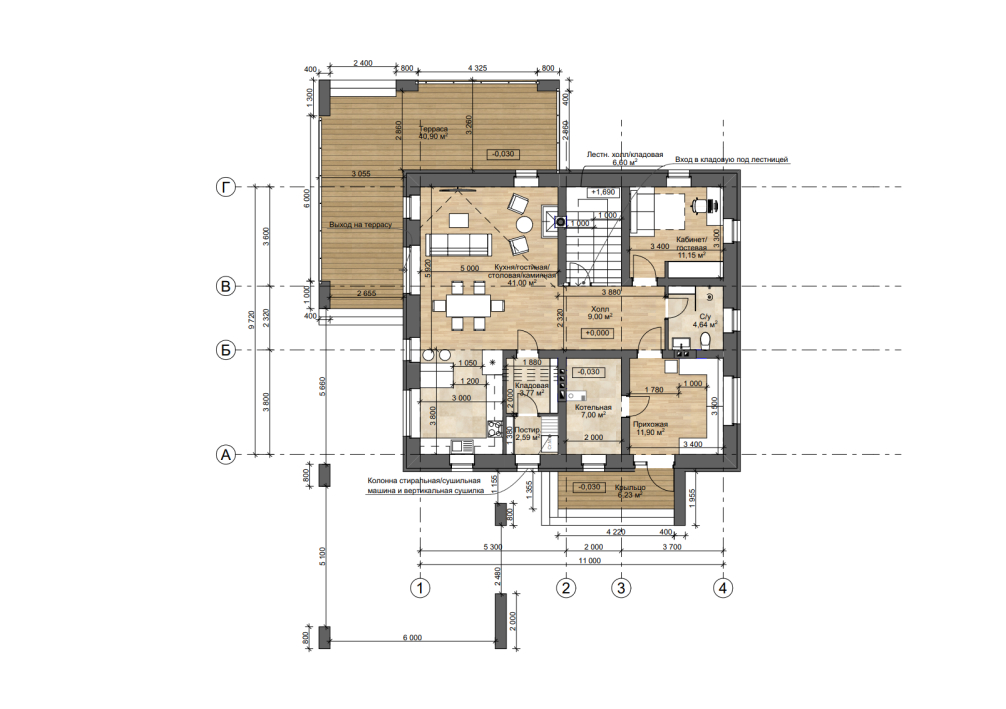 2 400
400
800
4 325
800
1 300
400
2 860
3 260
2 860
Терраса
40,90 м²
-0,030
Лестн. холл/кладовая
6,60 м²
Вход в кладовую под лестницей
3 055
6 000
+1,690
Г
Выход на террасу
1 000
1 000
3 600
3 400
3 300
Кабинет/
гостевая
11,15 м²
5 920
5 000
Кухня/гостиная/
столовая/каминная
41,00 м²
В
1 000
2 655
3 880
400
9 720
2 320
2 320
Холл
9,00 м²
+0,000
С/у
4,64 м²
Б
1 050
1 880
1 200
-0,030
1 780
1 000
Кладовая
3,77 м²
3 000
2 000
5 660
3 800
3 800
Котельная
7,00 м²
3 500
Прихожая
11,90 м²
Постир.
2,59 м²
1 380
2 000
3 400
А
800
Колонна стиральная/сушильная
машина и вертикальная сушилка
1 155
1 355
-0,030
Крыльцо
6,23 м²
1 955
800
4 220
400
5 300
2 000
3 700
11 000
5 100
2 480
1
2
3
4
800
2 000
6 000